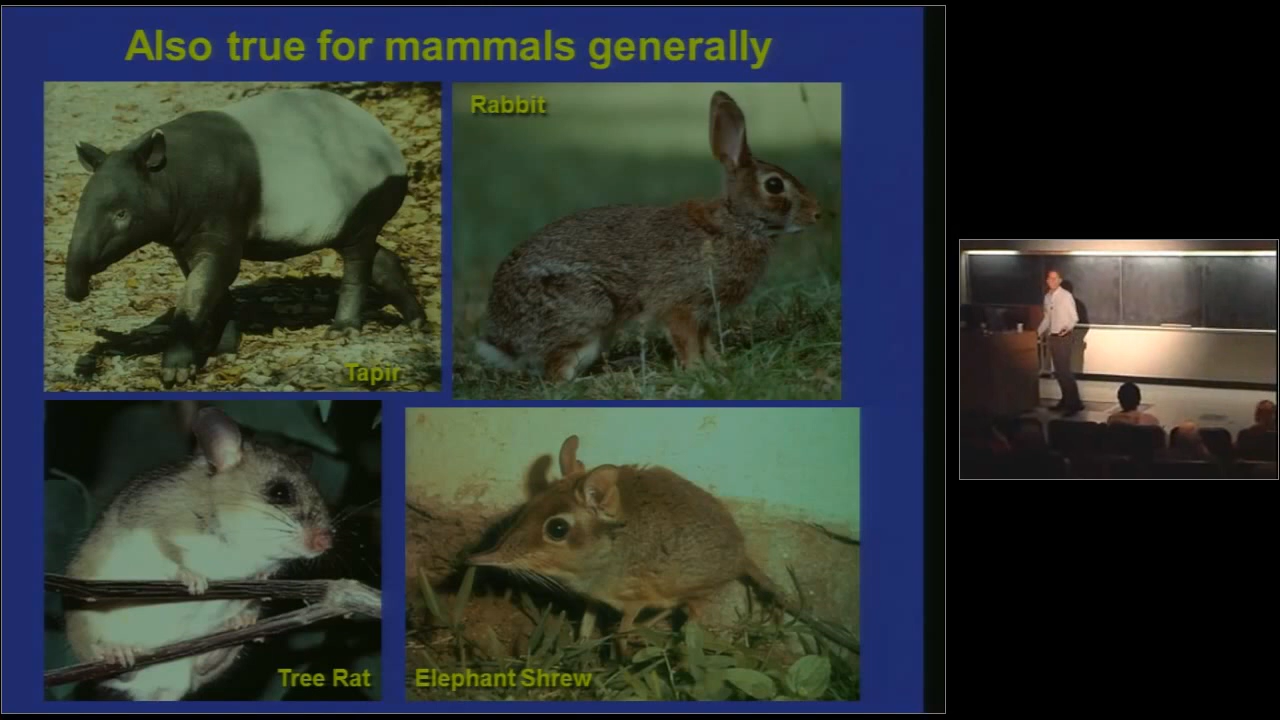 Also true for mammals generally
Rabbit
Tapir
Tree Rat
Elephant Shrew